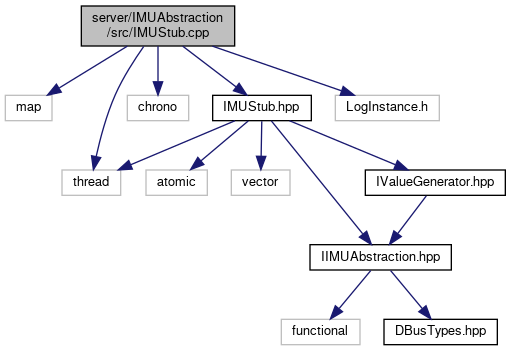 server/IMUAbstraction
/src/IMUStub.cpp
map
chrono
IMUStub.hpp
LogInstance.h
thread
atomic
vector
IValueGenerator.hpp
IIMUAbstraction.hpp
functional
DBusTypes.hpp